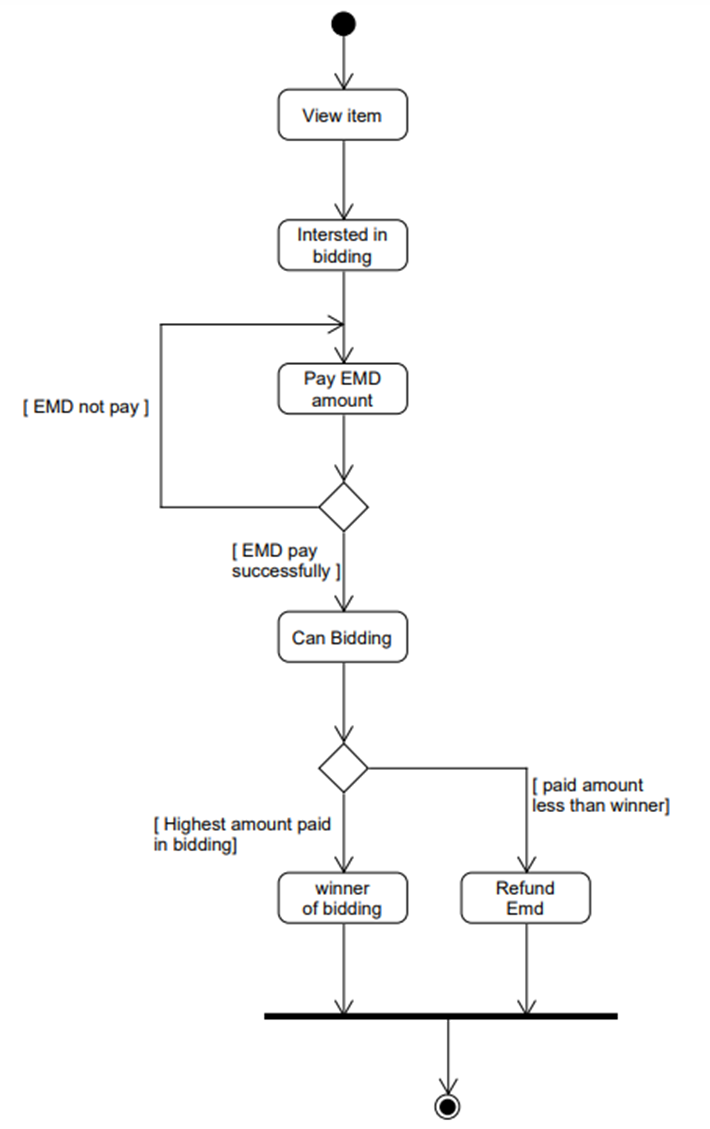 View item
Intersted in
bidding
Pay EMD
amount
[ EMD not pay ]
[ EMD pay
successfully ]
Can Bidding
[ paid amount
less than winner]
[ Highest amount paid
in bidding]
winner
of bidding
Refund
Emd